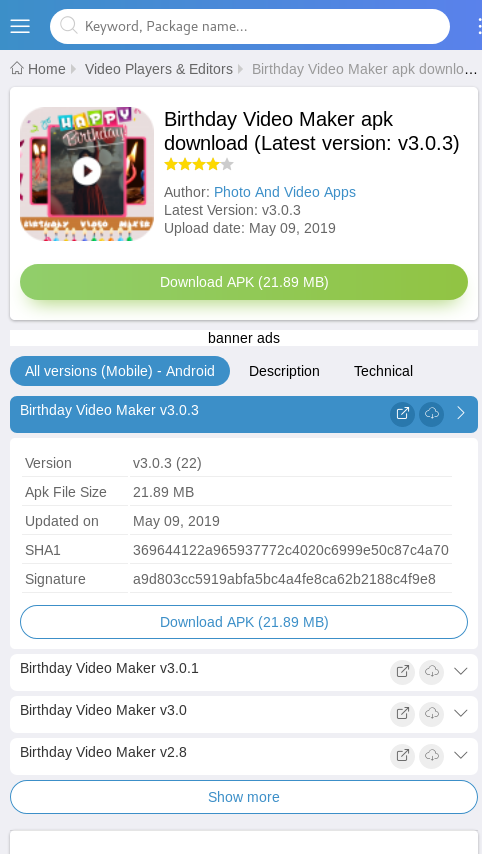 Keyword, Package name...
Home Video Players & Editors Birthday Video Maker apk downlo...
HAPPY
Birthday
BIRTHDAY VIDEO MAKER
Birthday Video Maker apk
download (Latest version: v3.0.3)
Author: Photo And Video Apps
Latest Version: v3.0.3
Upload date: May 09, 2019
Download APK (21.89 MB)
banner ads
All versions (Mobile) - Android Description Technical
Birthday Video Maker v3.0.3
Version v3.0.3 (22)
Apk File Size 21.89 MB
Updated on May 09, 2019
SHA1 369644122a965937772c4020c6999e50c87c4a70
Signature a9d803cc5919abfa5bc4a4fe8ca62b2188c4f9e8
Download APK (21.89 MB)
Birthday Video Maker v3.0.1
Birthday Video Maker v3.0
Birthday Video Maker v2.8
Show more